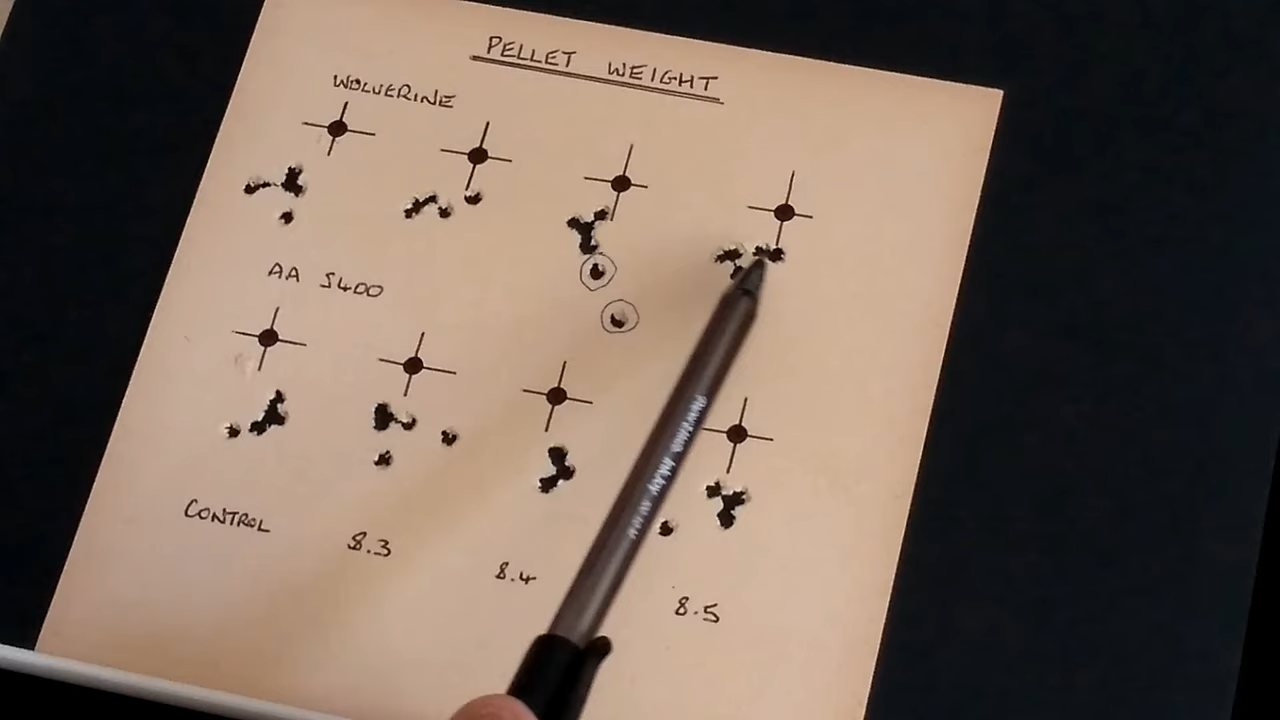 PELLET WEIGHT
WOLVERINE
AA S400
CONTROL
8.3
8.4
8.5